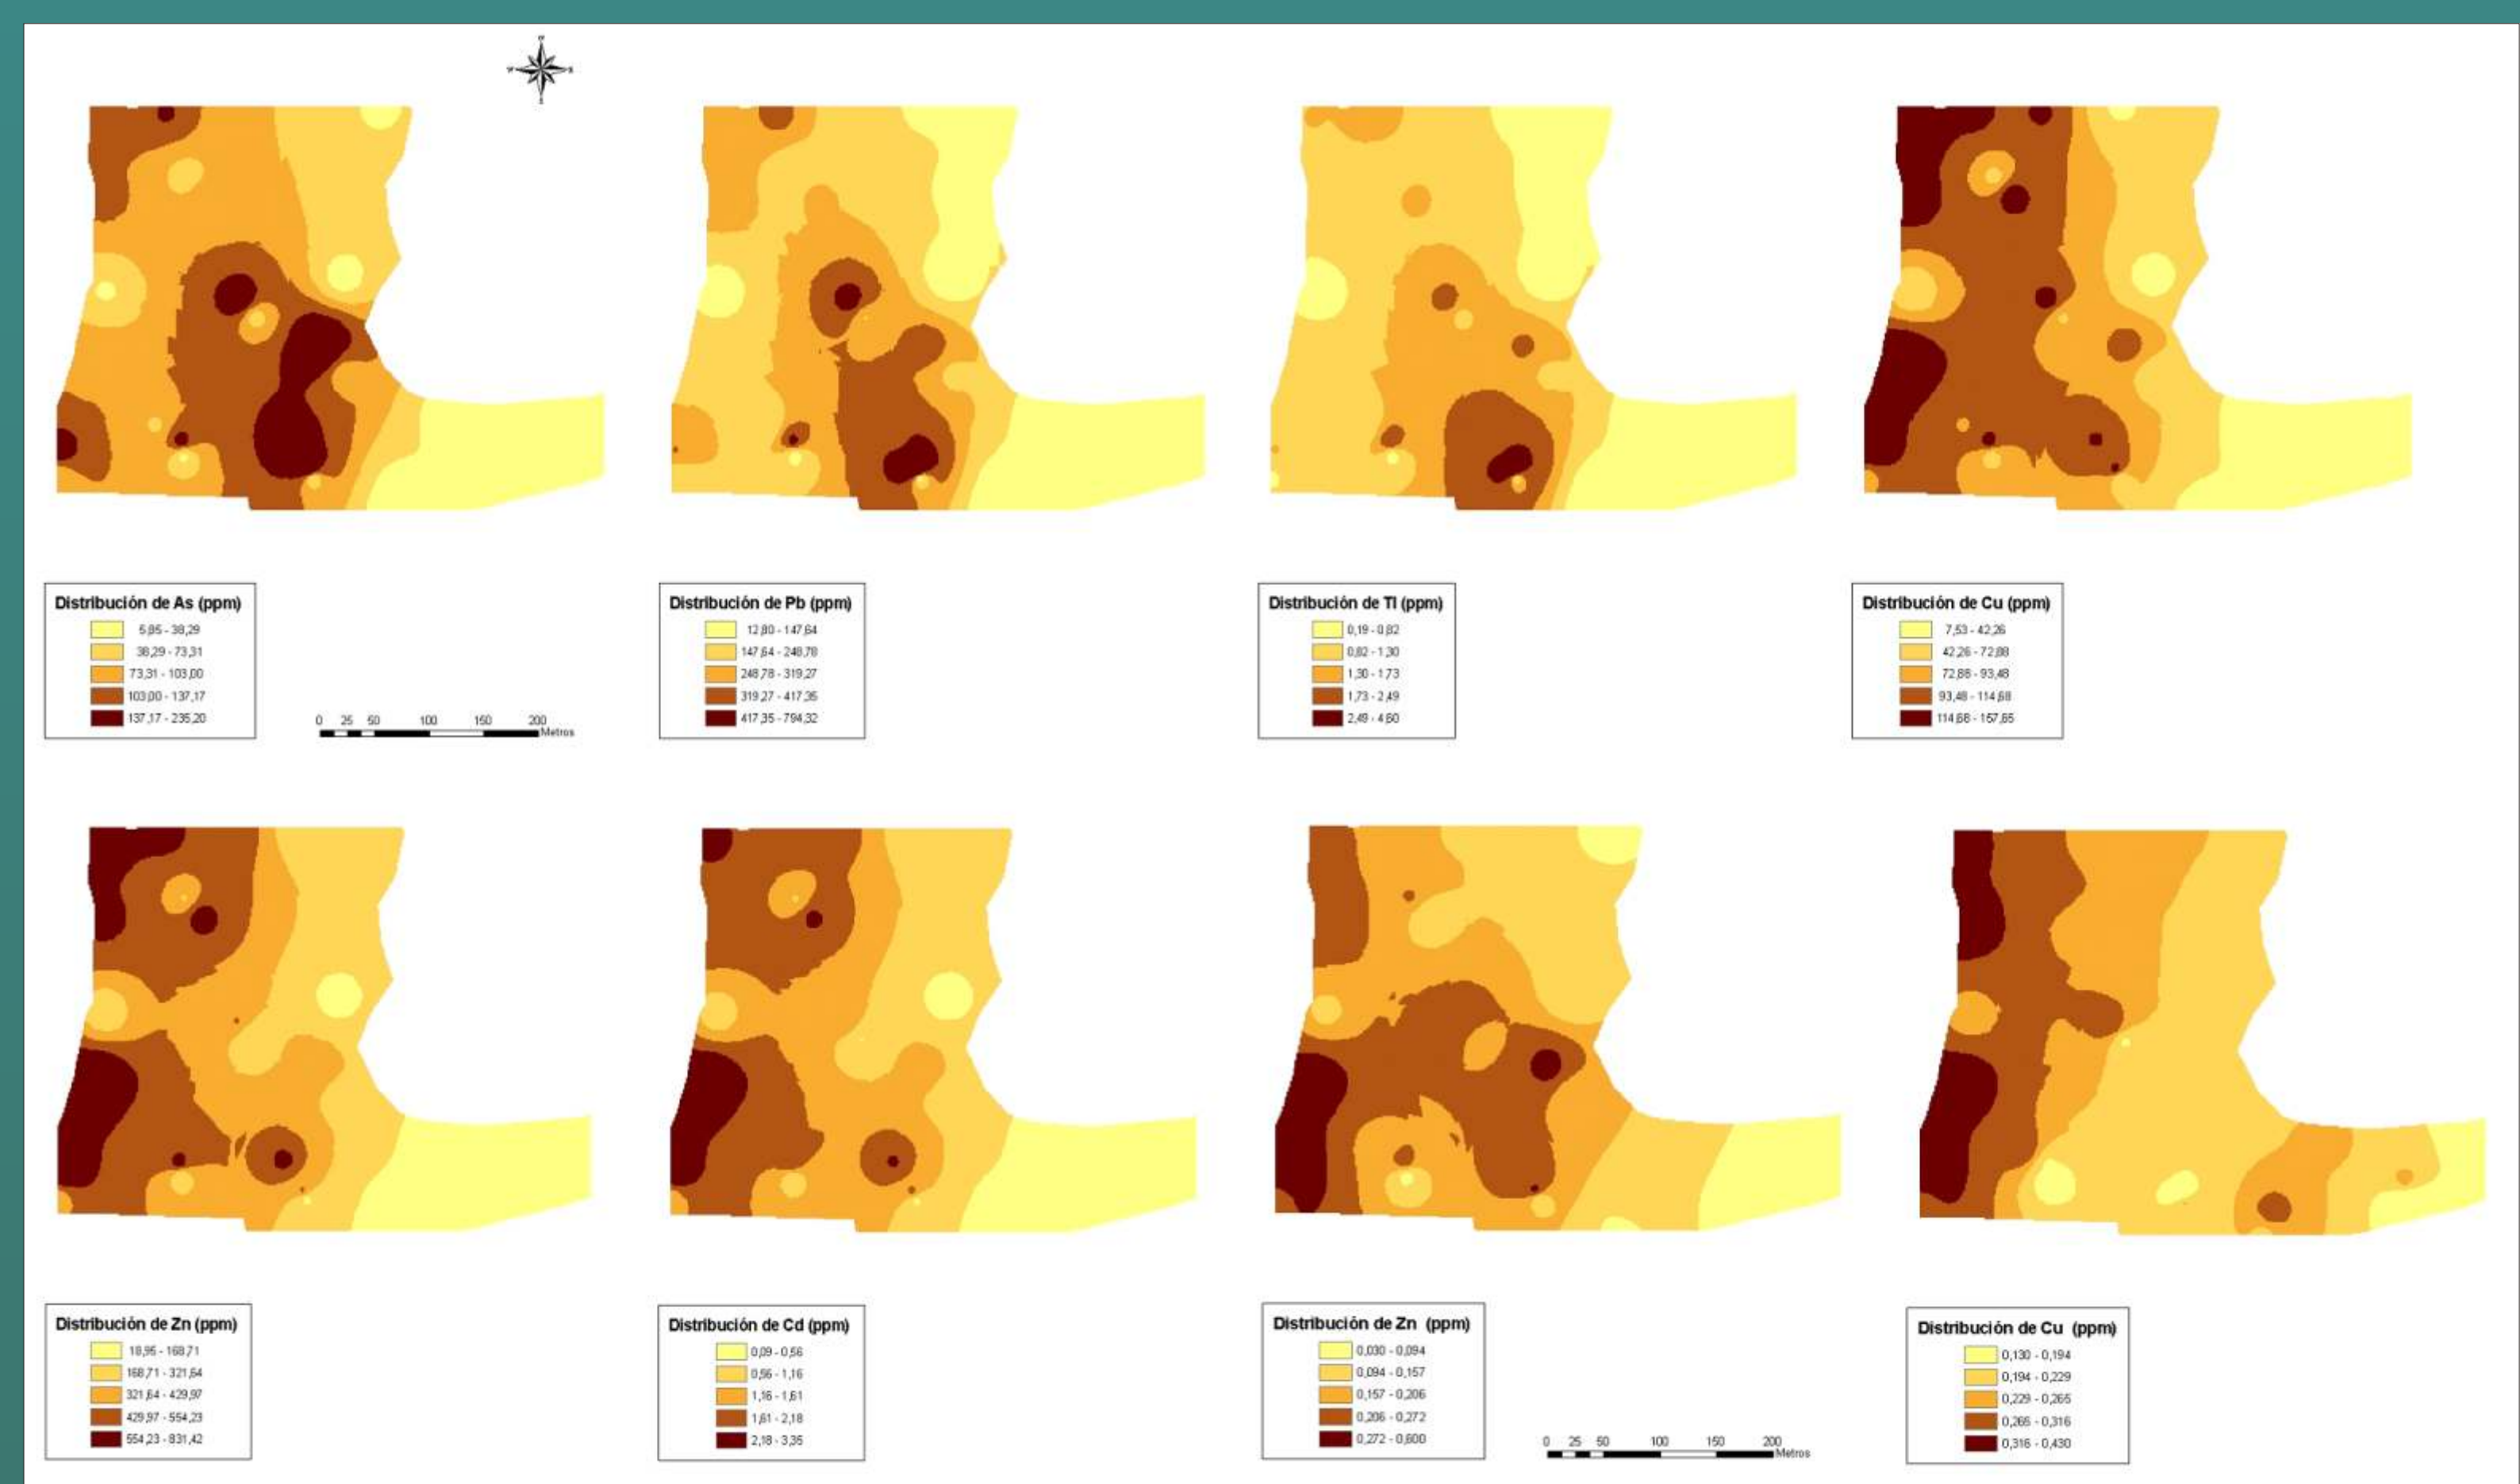 Distribución de As (ppm)
5,85 - 38,29
38,29 - 73,31
73,31 - 103,00
103,00 - 137,17
137,17 - 235,20
0 25 50 100 150 200
Metros
Distribución de Pb (ppm)
12,80 - 147,64
147,64 - 248,78
248,78 - 319,27
319,27 - 417,35
417,35 - 794,32
Distribución de Tl (ppm)
0,19 - 0,82
0,82 - 1,30
1,30 - 1,73
1,73 - 2,49
2,49 - 4,60
Distribución de Cu (ppm)
7,53 - 42,26
42,26 - 72,88
72,88 - 93,48
93,48 - 114,68
114,68 - 157,65
Distribución de Zn (ppm)
18,95 - 168,71
168,71 - 321,64
321,64 - 429,97
429,97 - 554,23
554,23 - 831,42
Distribución de Cd (ppm)
0,09 - 0,56
0,56 - 1,16
1,16 - 1,61
1,61 - 2,18
2,18 - 3,35
Distribución de Zn (ppm)
0,030 - 0,094
0,094 - 0,157
0,157 - 0,206
0,206 - 0,272
0,272 - 0,600
0 25 50 100 150 200
Metros
Distribución de Cu (ppm)
0,130 - 0,194
0,194 - 0,229
0,229 - 0,265
0,265 - 0,316
0,316 - 0,430